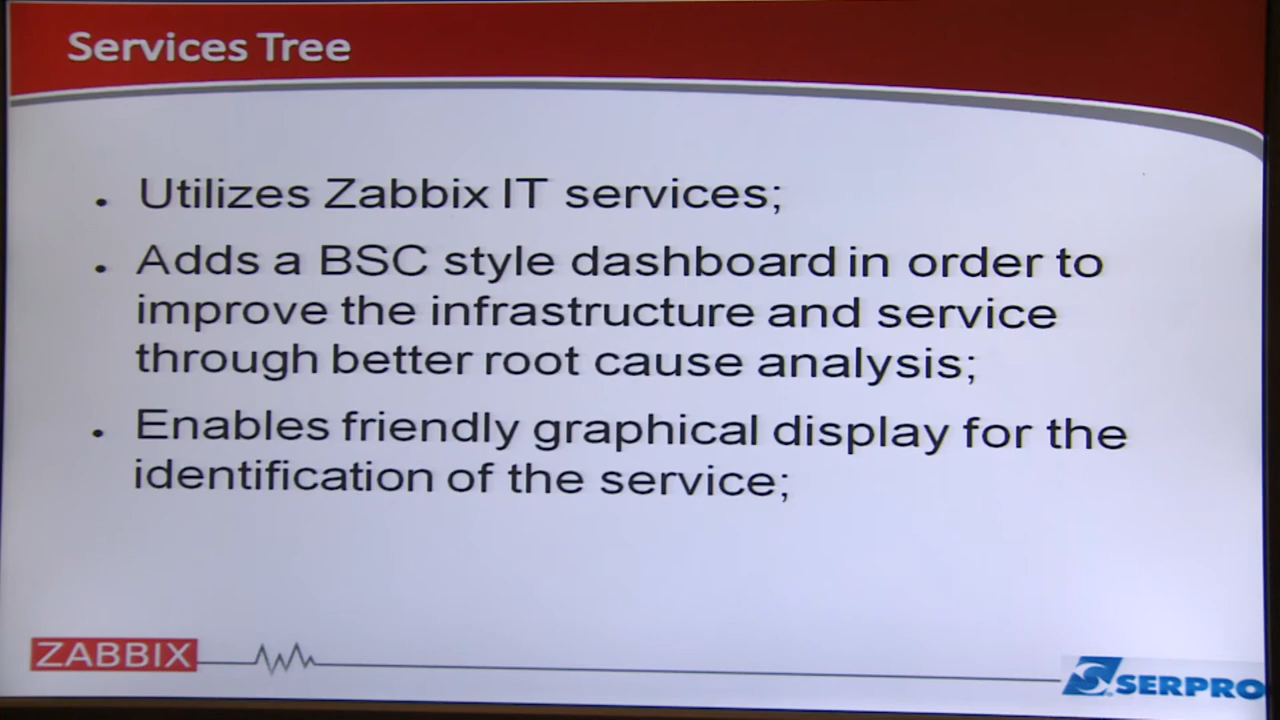 Services Tree
. Utilizes Zabbix IT services;
. Adds a BSC style dashboard in order to
improve the infrastructure and service
through better root cause analysis;
. Enables friendly graphical display for the
identification of the service;
ZABBIX
SERPRO